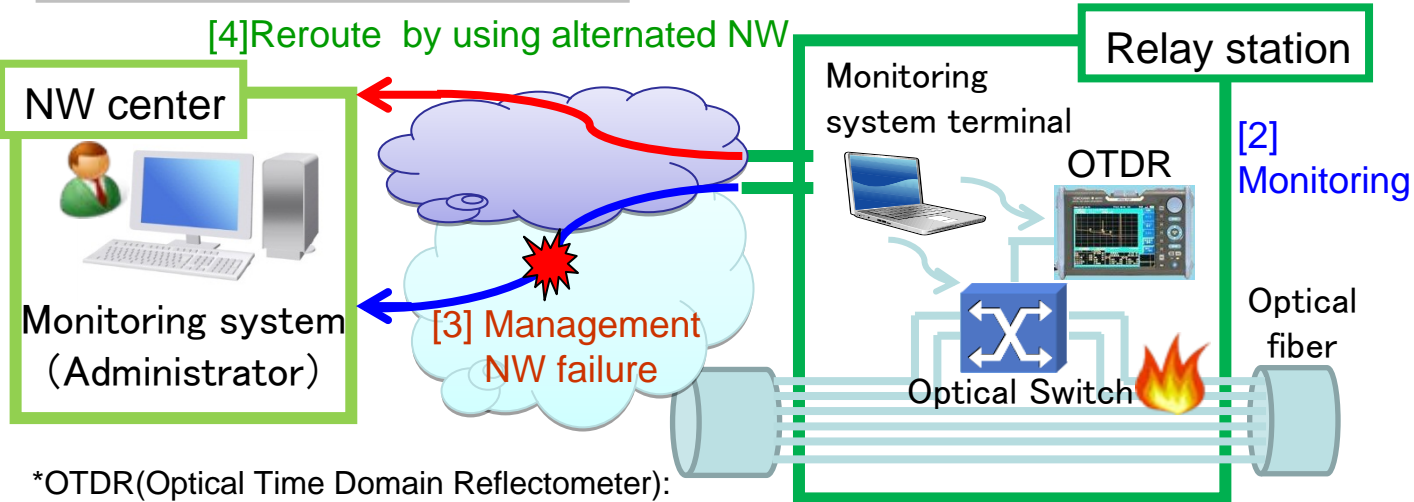 [4]Reroute by using alternated NW
Relay station
NW center
Monitoring
system terminal
OTDR
[2]
Monitoring
Monitoring system
（Administrator）
[3] Management
NW failure
Optical Switch
Optical
fiber
*OTDR(Optical Time Domain Reflectometer):